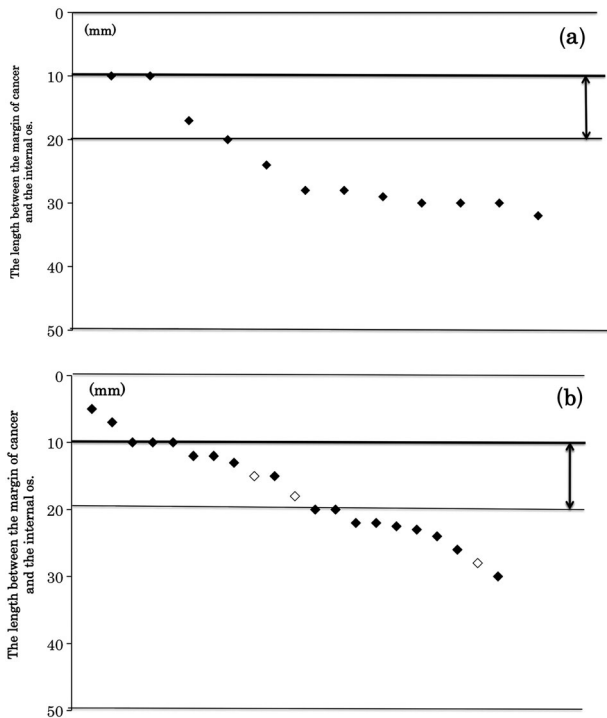 0
(mm)
(a)
10
20
30
40
50
The length between the margin of cancer
and the internal os.
0
(mm)
(b)
10
20
30
40
50
The length between the margin of cancer
and the internal os.